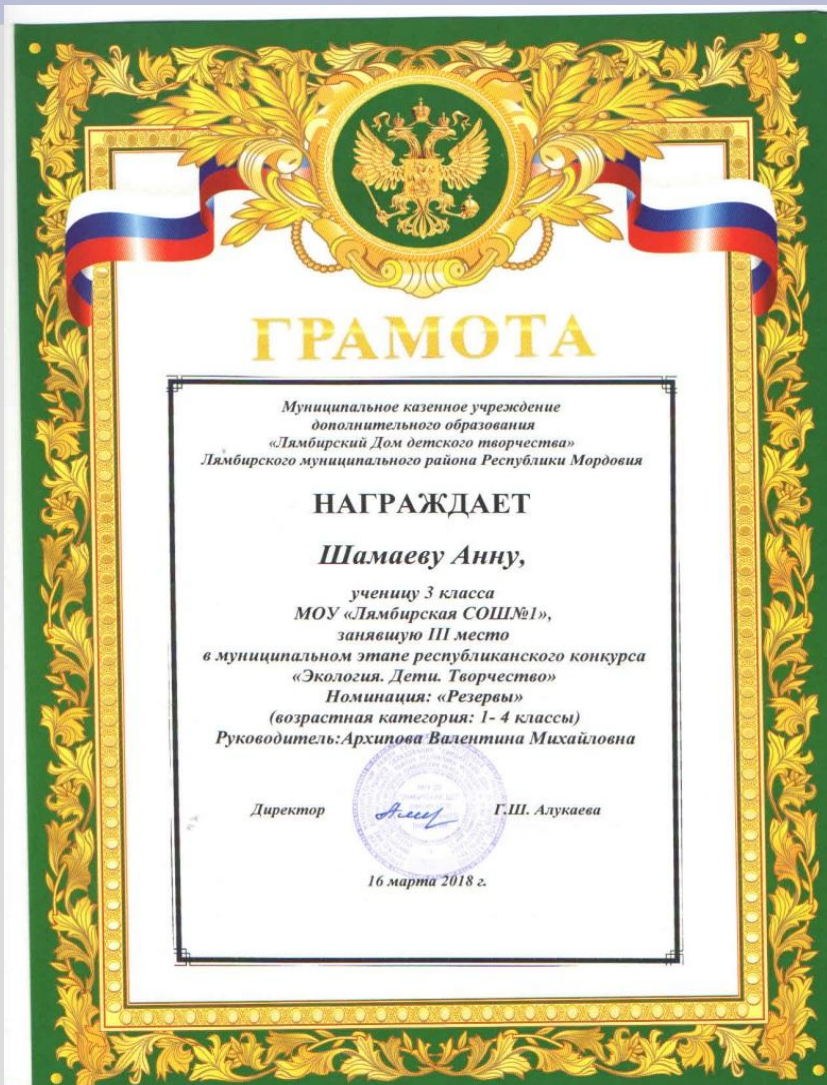 ГРАМОТА
Муниципальное казенное учреждение
дополнительного образования
«Лямбирский Дом детского творчества»
Лямбирского муниципального района Республики Мордовия
НАГРАЖДАЕТ
Шамаеву Анну,
ученицу 3 класса
МОУ «Лямбирская СОШ№1»,
занявшую III место
в муниципальном этапе республиканского конкурса
«Экология. Дети. Творчество»
Номинация: «Резервы»
(возрастная категория: 1- 4 классы)
Руководитель:Архипова Валентина Михайловна
Директор Г.Ш. Алукаева
16 марта 2018 г.